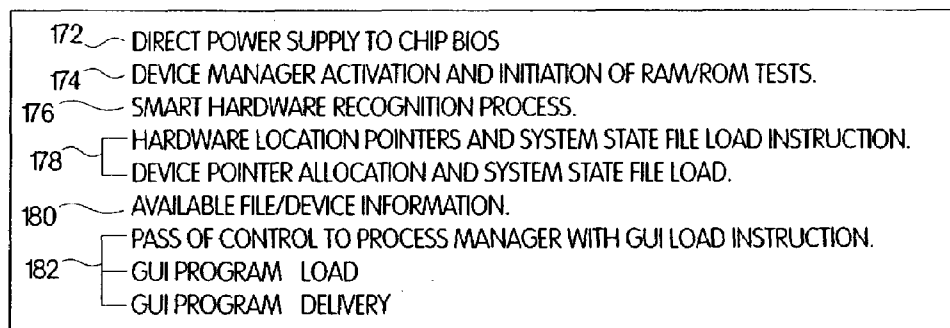 172 DIRECT POWER SUPPLY TO CHIP BIOS
174 DEVICE MANAGER ACTIVATION AND INITIATION OF RAM/ROM TESTS.
176 SMART HARDWARE RECOGNITION PROCESS.
178 HARDWARE LOCATION POINTERS AND SYSTEM STATE FILE LOAD INSTRUCTION.
DEVICE POINTER ALLOCATION AND SYSTEM STATE FILE LOAD.
180 AVAILABLE FILE/DEVICE INFORMATION.
182 PASS OF CONTROL TO PROCESS MANAGER WITH GUI LOAD INSTRUCTION.
GUI PROGRAM LOAD
GUI PROGRAM DELIVERY